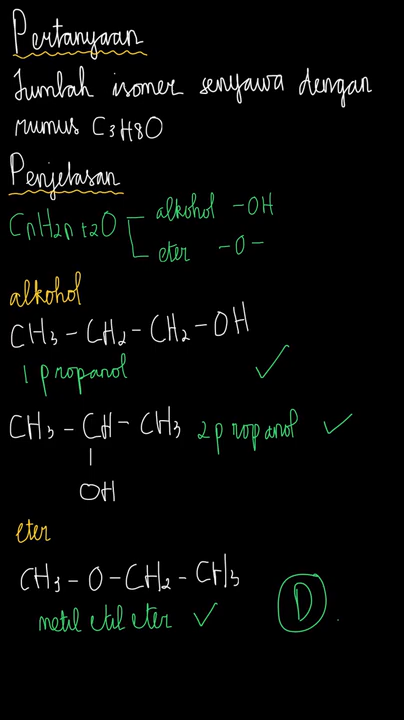 Pertanyaan
Jumlah isomer senyawa dengan
rumus C3H8O
Penjelasan
CnH2n+2O alkohol -OH
eter -O-
alkohol
CH3-CH2-CH2-OH
1 propanol
CH3-CH-CH3 2 propanol
OH
eter
CH3-O-CH2-CH3
metil etil eter
D